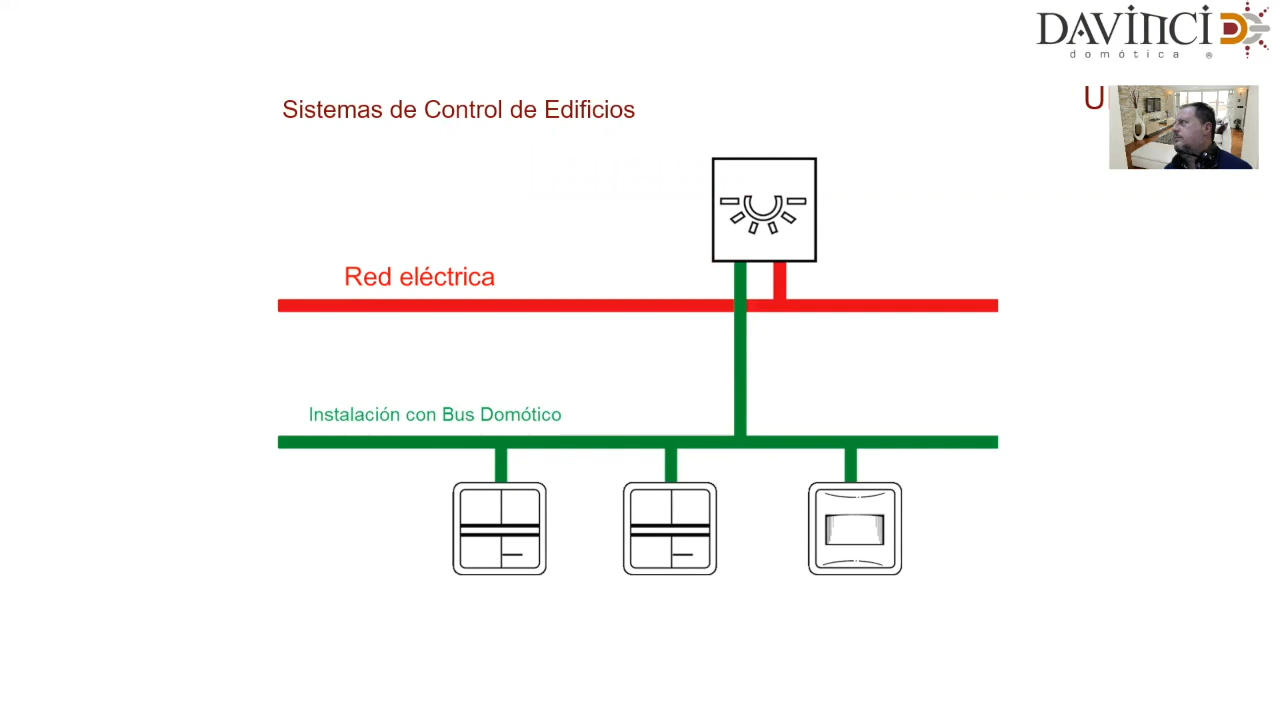 DAVINCI
domótica ®
Sistemas de Control de Edificios
Red eléctrica
Instalación con Bus Domótico